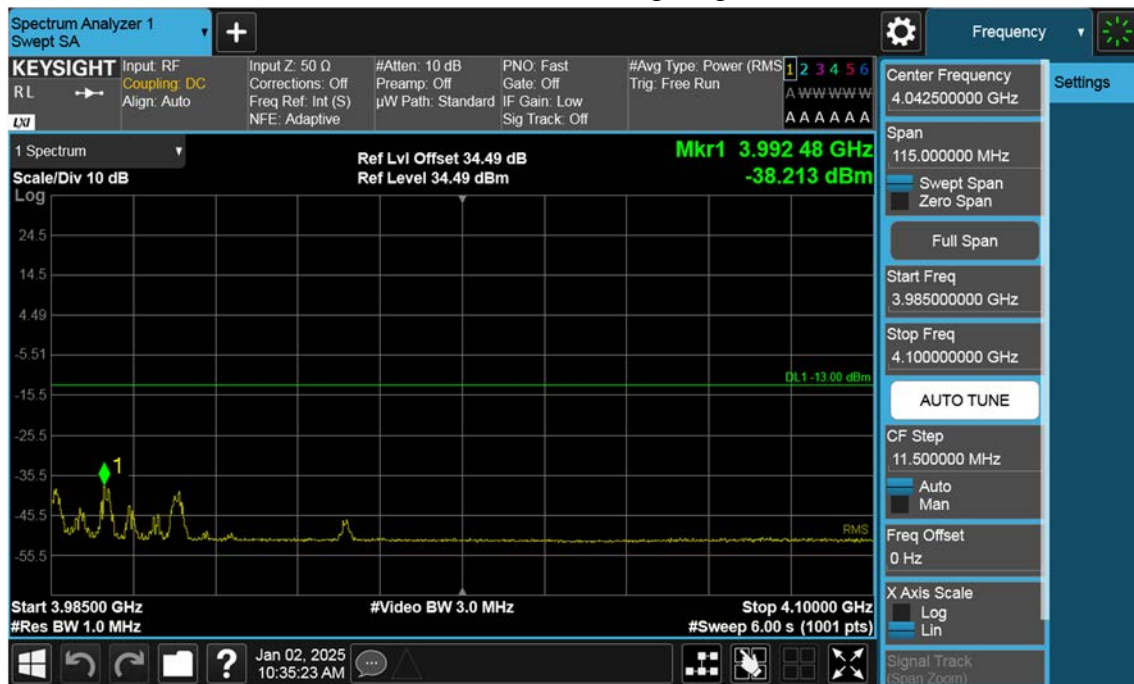 Spectrum Analyzer 1
Swept SA
+
Frequency
KEYSIGHT
RL
LXI
Input: RF
Coupling: DC
Align: Auto
Input Z: 50 Ω
Corrections: Off
Freq Ref: Int (S)
NFE: Adaptive
#Atten: 10 dB
Preamp: Off
µW Path: Standard
PNO: Fast
Gate: Off
IF Gain: Low
Sig Track: Off
#Avg Type: Power (RMS
Trig: Free Run
1 2 3 4 5 6
A W W W W W
A A A A A A
1 Spectrum
Scale/Div 10 dB
Ref Lvl Offset 34.49 dB
Ref Level 34.49 dBm
Mkr1 3.992 48 GHz
-38.213 dBm
Log
24.5
14.5
4.49
-5.51
DL1 -13.00 dBm
-15.5
-25.5
1
-35.5
-45.5
RMS
-55.5
Start 3.98500 GHz
#Res BW 1.0 MHz
#Video BW 3.0 MHz
Stop 4.10000 GHz
#Sweep 6.00 s (1001 pts)
Center Frequency
4.042500000 GHz
Span
115.000000 MHz
Swept Span
Zero Span
Full Span
Start Freq
3.985000000 GHz
Stop Freq
4.100000000 GHz
AUTO TUNE
CF Step
11.500000 MHz
Auto
Man
Freq Offset
0 Hz
X Axis Scale
Log
Lin
Signal Track
(Span Zoom)
Settings
?
Jan 02, 2025
10:35:23 AM